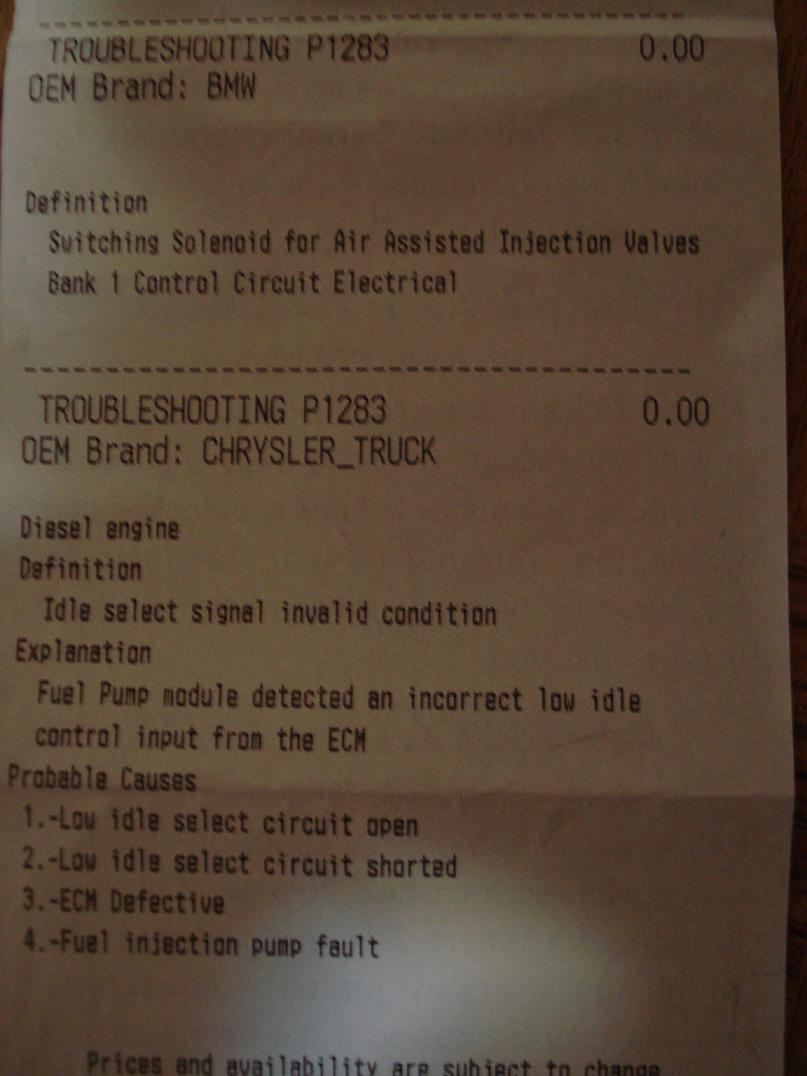 TROUBLESHOOTING P1283 0.00
OEM Brand: BMW
Definition
Switching Solenoid for Air Assisted Injection Valves
Bank 1 Control Circuit Electrical
TROUBLESHOOTING P1283 0.00
OEM Brand: CHRYSLER_TRUCK
Diesel engine
Definition
Idle select signal invalid condition
Explanation
Fuel Pump module detected an incorrect low idle
control input from the ECM
Probable Causes
1.-Low idle select circuit open
2.-Low idle select circuit shorted
3.-ECM Defective
4.-Fuel injection pump fault
Prices and availability are subject to change